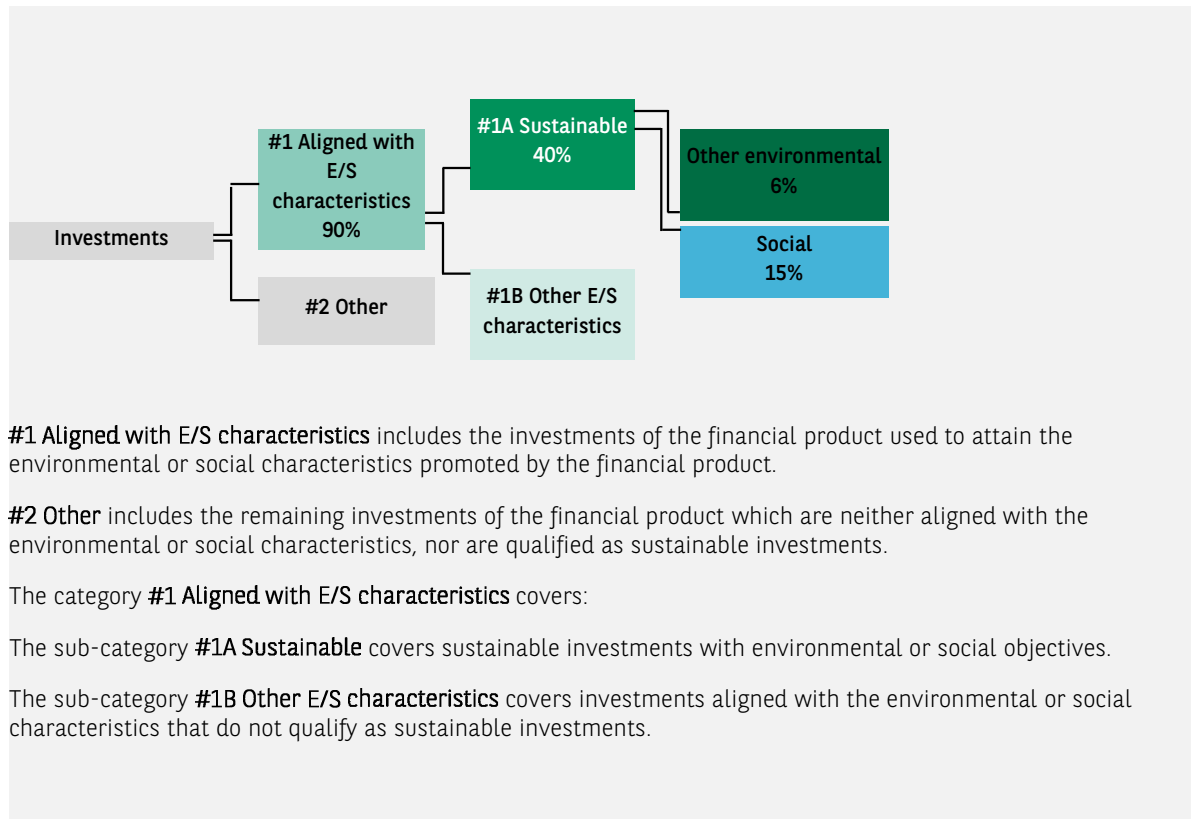 Investments
#1 Aligned with
E/S
characteristics
90%
#2 Other
#1A Sustainable
40%
#1B Other E/S
characteristics
Other environmental
6%
Social
15%
#1 Aligned with E/S characteristics includes the investments of the financial product used to attain the
environmental or social characteristics promoted by the financial product.
#2 Other includes the remaining investments of the financial product which are neither aligned with the
environmental or social characteristics, nor are qualified as sustainable investments.
The category #1 Aligned with E/S characteristics covers:
The sub-category #1A Sustainable covers sustainable investments with environmental or social objectives.
The sub-category #1B Other E/S characteristics covers investments aligned with the environmental or social
characteristics that do not qualify as sustainable investments.